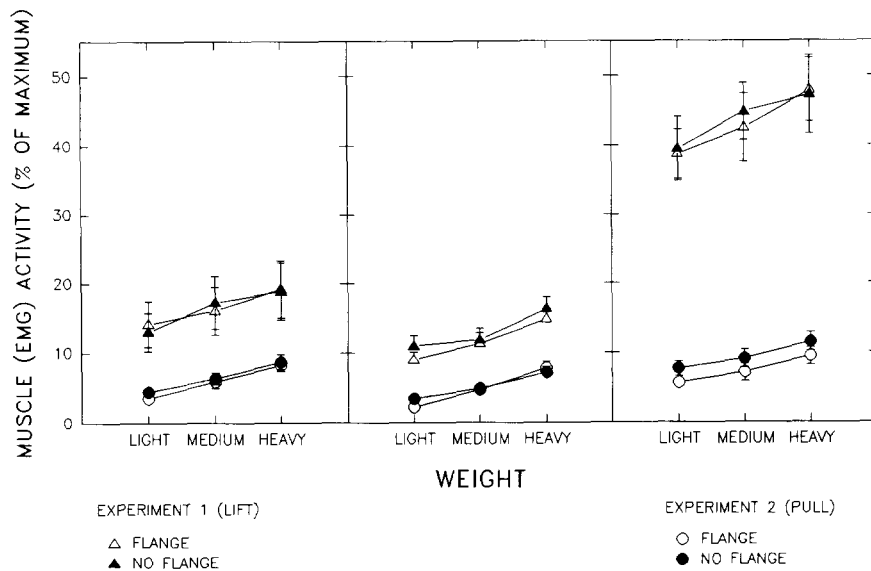 MUSCLE (EMG) ACTIVITY (% OF MAXIMUM)
50
40
30
20
10
0
LIGHT MEDIUM HEAVY
LIGHT MEDIUM HEAVY
LIGHT MEDIUM HEAVY
WEIGHT
EXPERIMENT 1 (LIFT)
FLANGE
NO FLANGE
EXPERIMENT 2 (PULL)
FLANGE
NO FLANGE